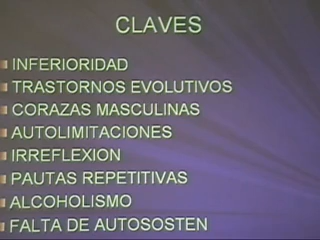 CLAVES
INFERIORIDAD
TRASTORNOS EVOLUTIVOS
CORAZAS MASCULINAS
AUTOLIMITACIONES
IRREFLEXION
PAUTAS REPETITIVAS
ALCOHOLISMO
FALTA DE AUTOSOSTEN